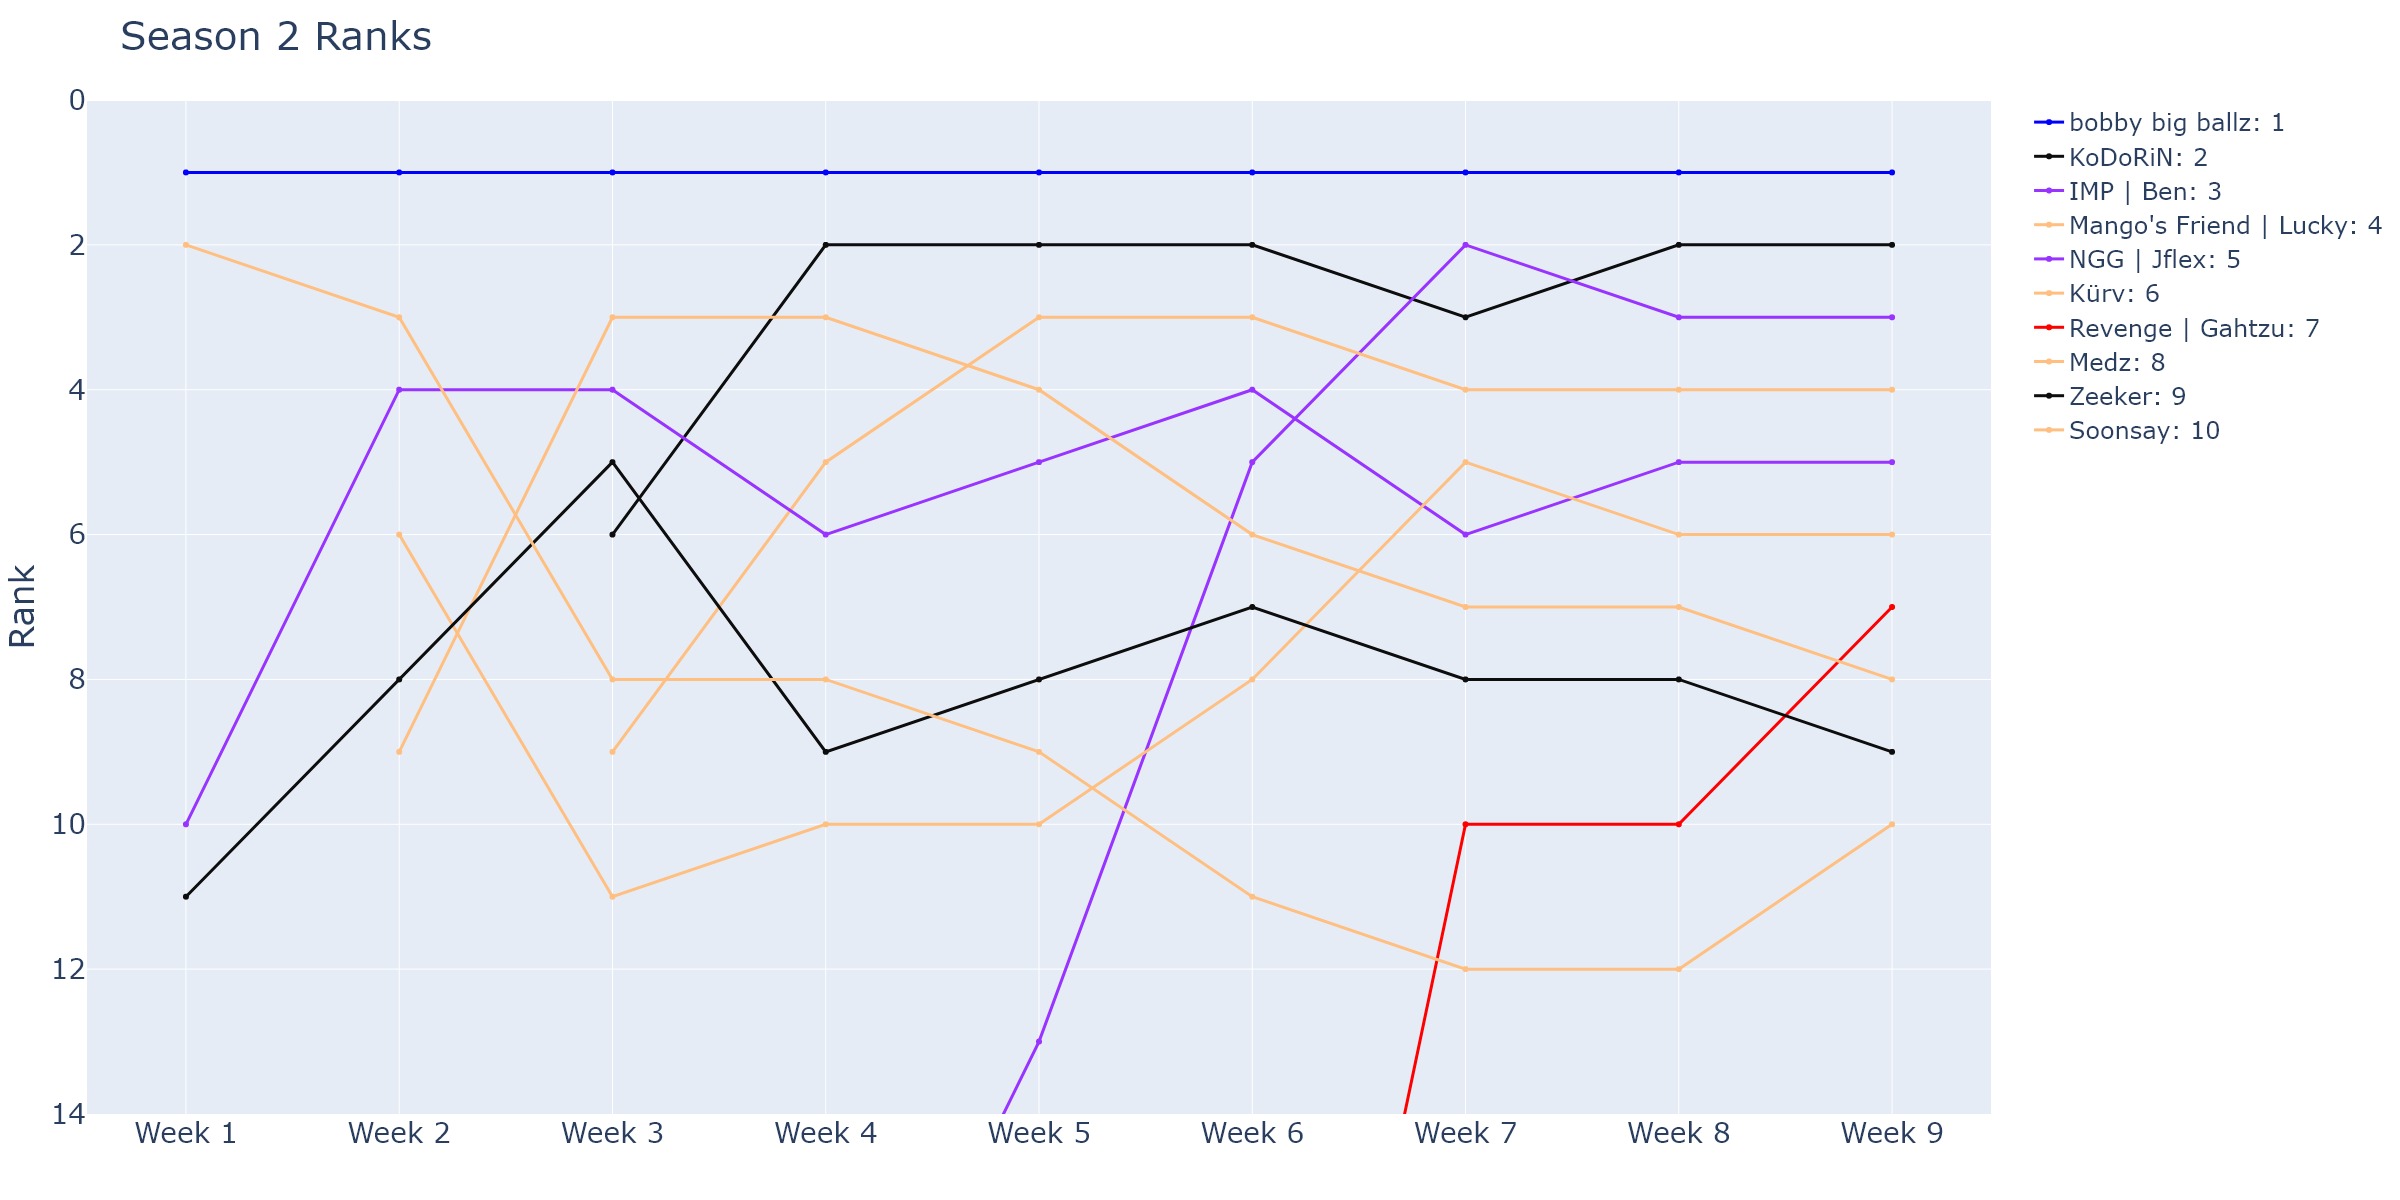 Season 2 Ranks
Rank
0
2
4
6
8
10
12
14
Week 1
Week 2
Week 3
Week 4
Week 5
Week 6
Week 7
Week 8
Week 9
bobby big ballz: 1
KoDoRiN: 2
IMP | Ben: 3
Mango's Friend | Lucky: 4
NGG | Jflex: 5
Kürv: 6
Revenge | Gahtzu: 7
Medz: 8
Zeeker: 9
Soonsay: 10